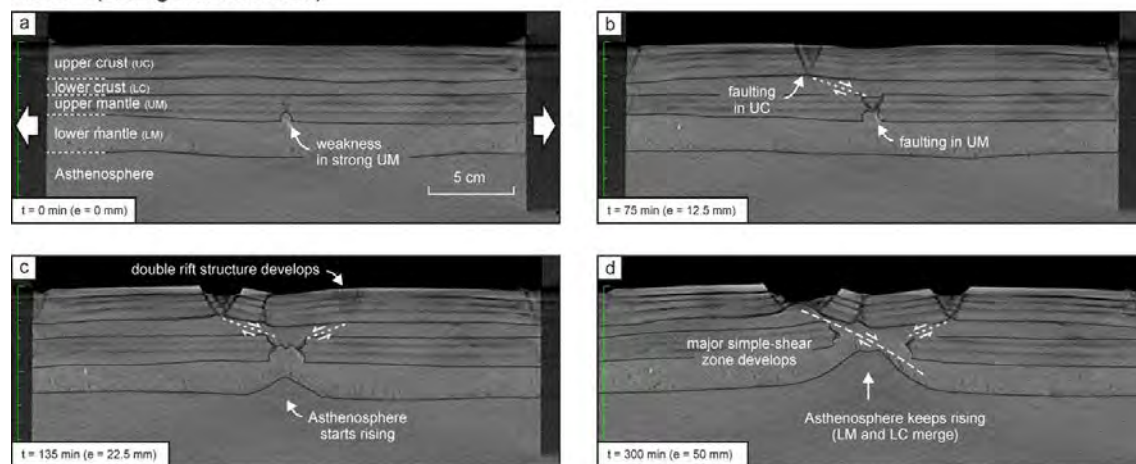 a
upper crust (UC)
lower crust (LC)
upper mantle (UM)
lower mantle (LM)
weakness
in strong UM
Asthenosphere
5 cm
t = 0 min (e = 0 mm)
b
faulting
in UC
faulting in UM
t = 75 min (e = 12.5 mm)
c
double rift structure develops
Asthenosphere
starts rising
t = 135 min (e = 22.5 mm)
d
major simple-shear
zone develops
Asthenosphere keeps rising
(LM and LC merge)
t = 300 min (e = 50 mm)